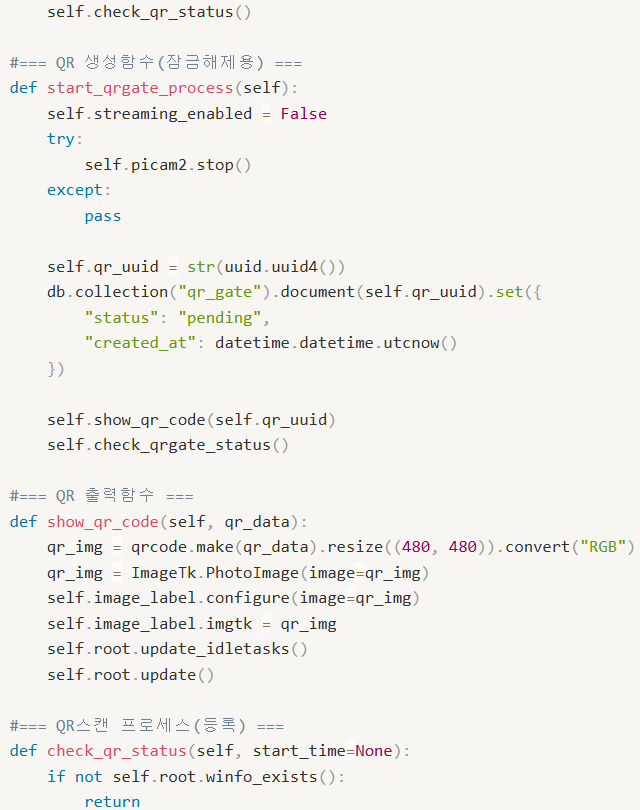 self.check_qr_status()

#=== QR 생성함수(잠금해제용) ===
def start_qrgate_process(self):
    self.streaming_enabled = False
    try:
        self.picam2.stop()
    except:
        pass

    self.qr_uuid = str(uuid.uuid4())
    db.collection("qr_gate").document(self.qr_uuid).set({
        "status": "pending",
        "created_at": datetime.datetime.utcnow()
    })

    self.show_qr_code(self.qr_uuid)
    self.check_qrgate_status()

#=== QR 출력함수 ===
def show_qr_code(self, qr_data):
    qr_img = qrcode.make(qr_data).resize((480, 480)).convert("RGB")
    qr_img = ImageTk.PhotoImage(image=qr_img)
    self.image_label.configure(image=qr_img)
    self.image_label.imgtk = qr_img
    self.root.update_idletasks()
    self.root.update()

#=== QR스캔 프로세스(등록) ===
def check_qr_status(self, start_time=None):
    if not self.root.winfo_exists():
        return